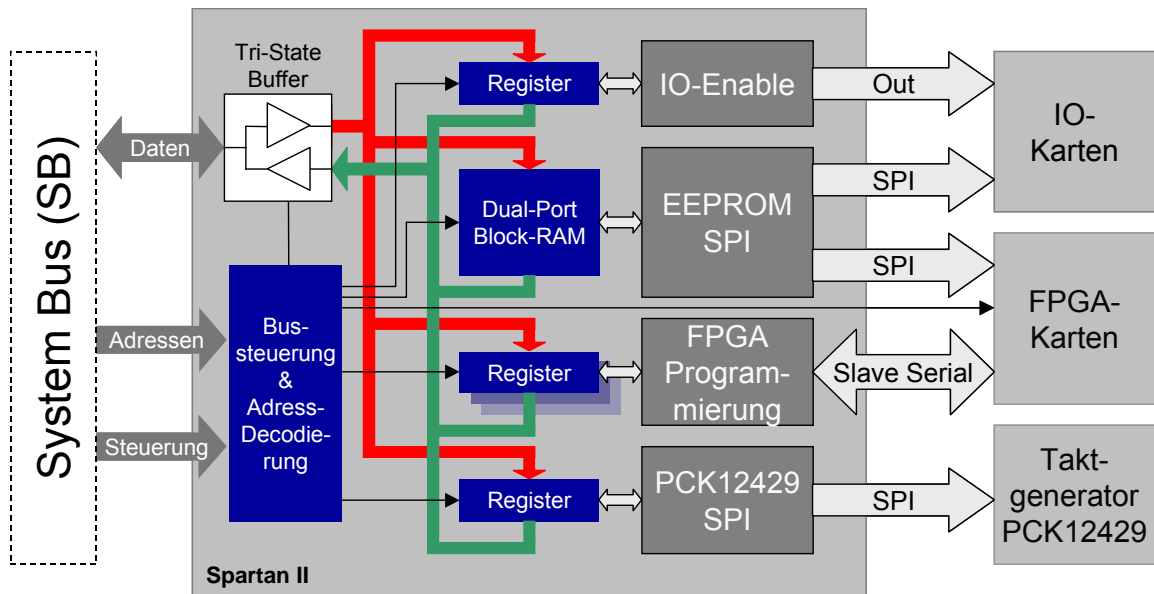 System Bus (SB)
Daten
Adressen
Steuerung
Tri-State
Buffer
Bus-
steuerung
&
Adress-
Decodie-
rung
Spartan II
Register
Dual-Port
Block-RAM
Register
Register
IO-Enable
EEPROM
SPI
FPGA
Program-
mierung
PCK12429
SPI
Out
SPI
SPI
Slave Serial
SPI
IO-
Karten
FPGA-
Karten
Takt-
generator
PCK12429